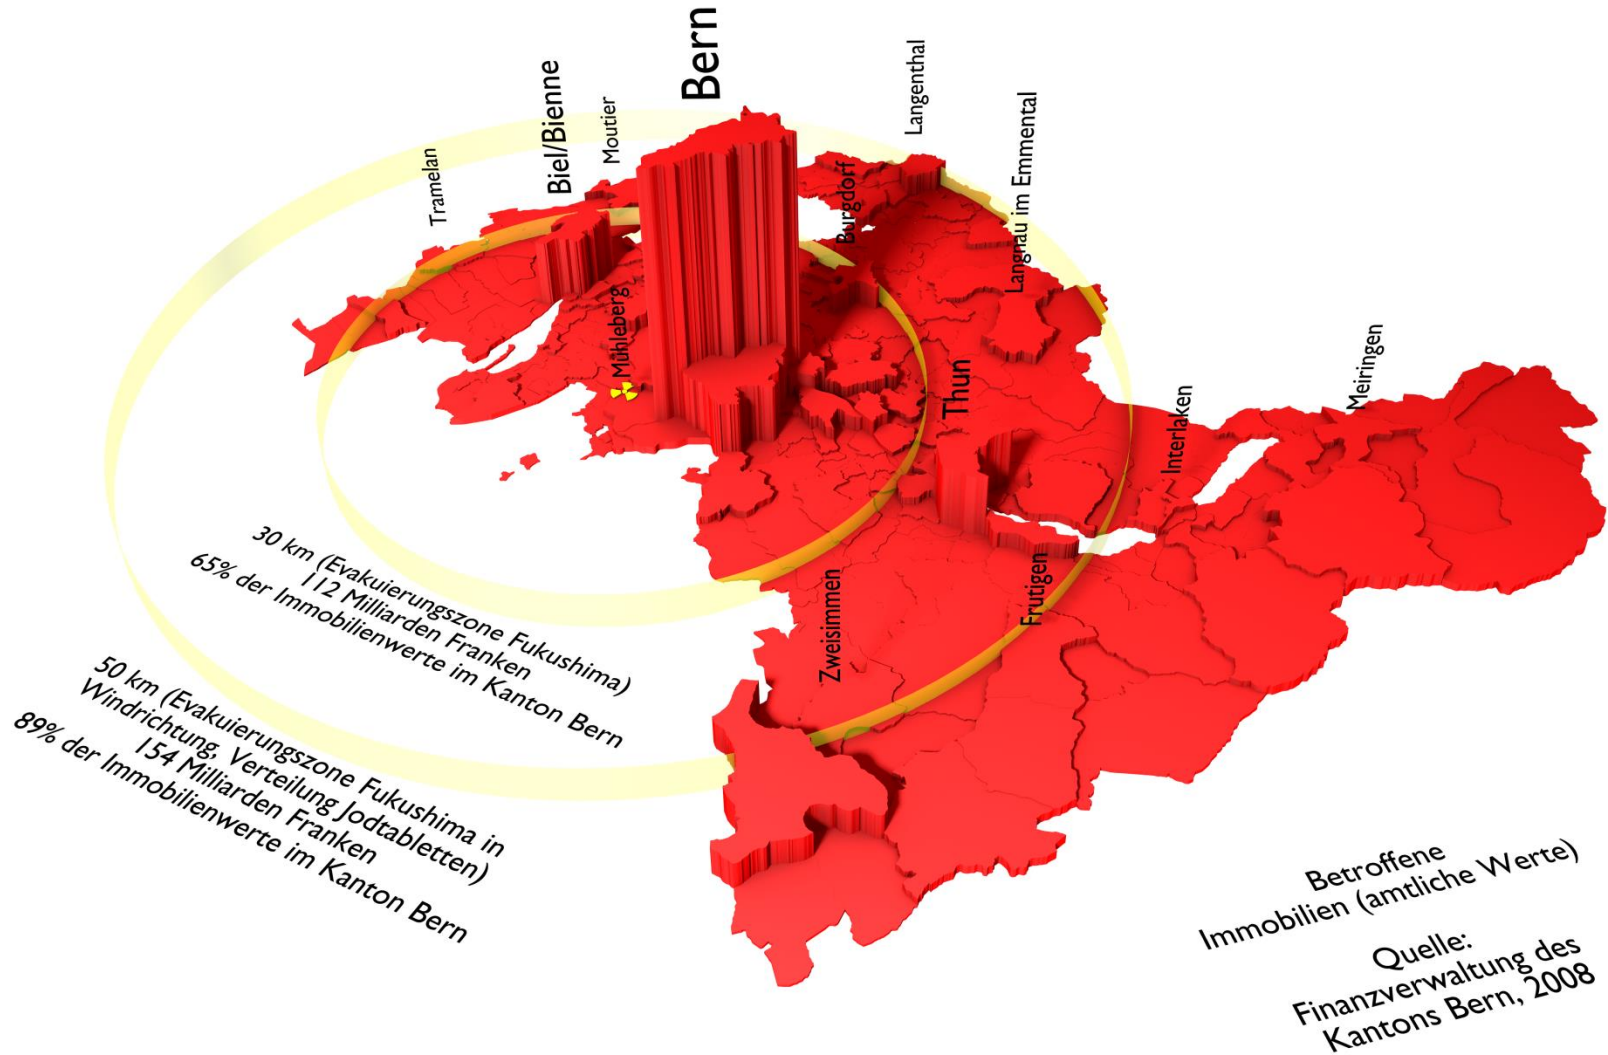 Bern
Biel/Bienne
Moutier
Tramelan
Langenthal
Langnau im Emmental
Burgdorf
Mühleberg
Thun
Interlaken
Meiringen
Zweisimmen
Frutigen
30 km (Evakuierungszone Fukushima)
112 Milliarden Franken
65% der Immobilienwerte im Kanton Bern
50 km (Evakuierungszone Fukushima in
Windrichtung, Verteilung Jodtabletten)
154 Milliarden Franken
89% der Immobilienwerte im Kanton Bern
Betroffene
Immobilien (amtliche Werte)
Quelle:
Finanzverwaltung des
Kantons Bern, 2008